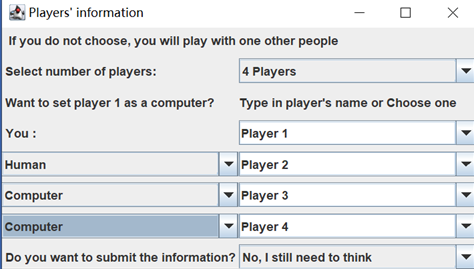 Players' information
If you do not choose, you will play with one other people
Select number of players: 4 Players
Want to set player 1 as a computer? Type in player's name or Choose one
You : Player 1
Human Player 2
Computer Player 3
Computer Player 4
Do you want to submit the information? No, I still need to think